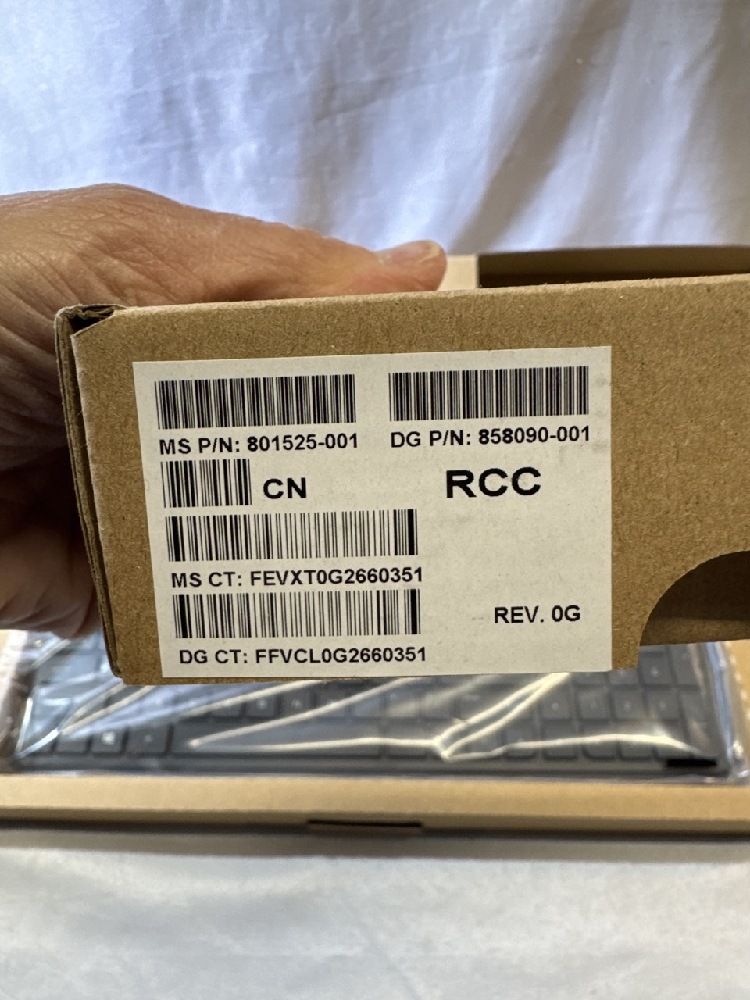 MS P/N: 801525-001
DG P/N: 858090-001
CN
RCC
MS CT: FEVXT0G2660351
REV. 0G
DG CT: FFVCL0G2660351